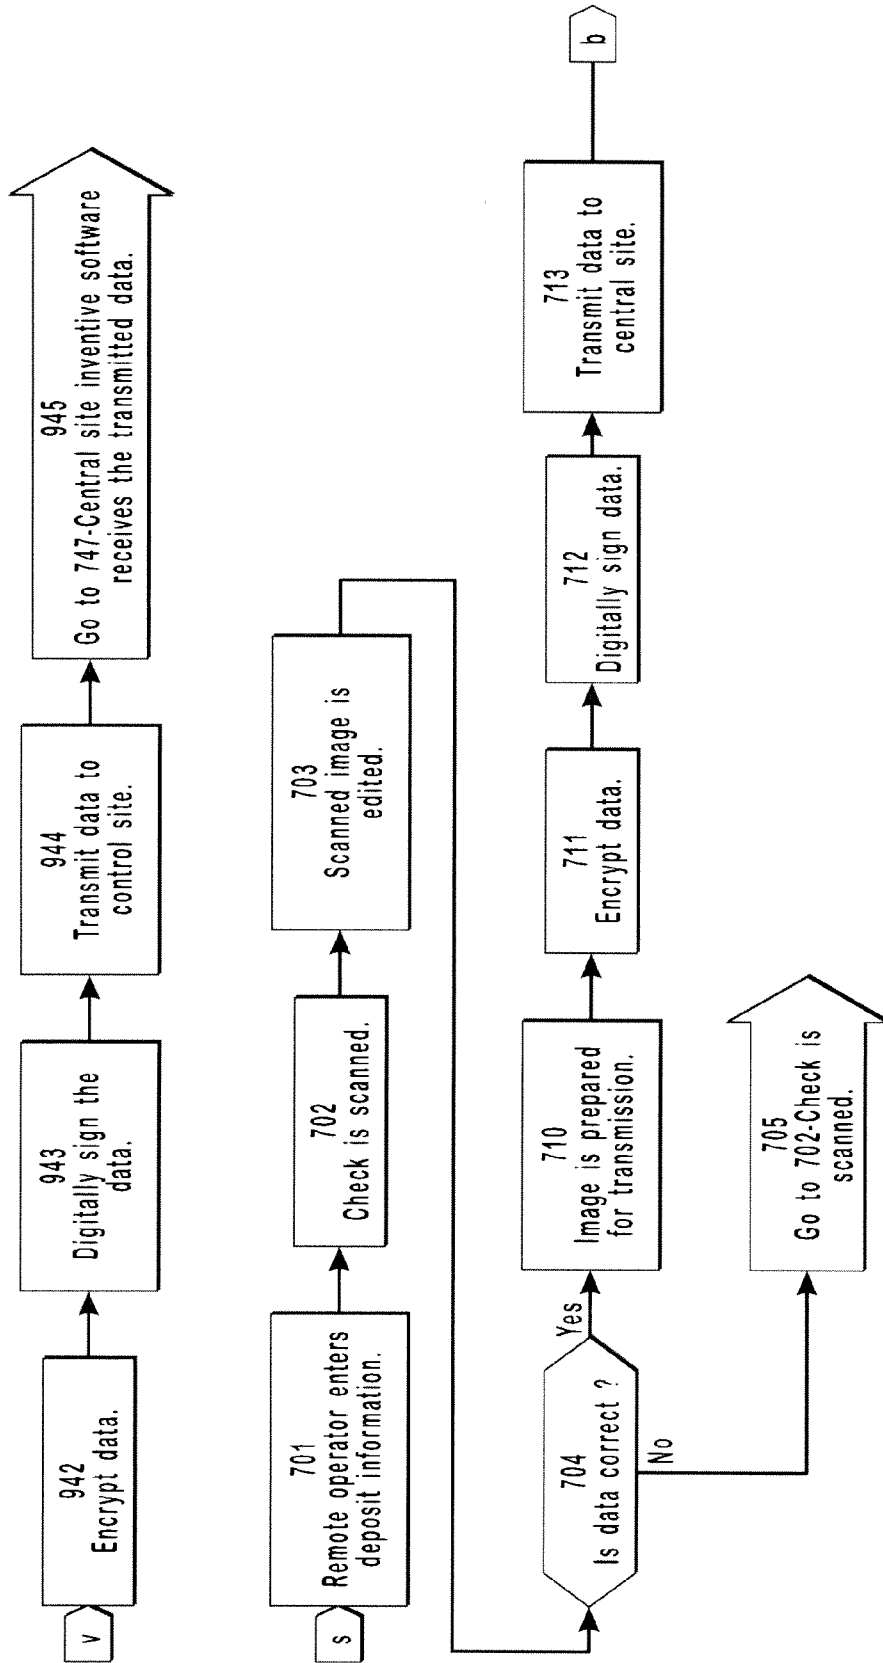 v
942
Encrypt data.
943
Digitally sign the
data.
944
Transmit data to
control site.
945
Go to 747-Central site inventive software
receives the transmitted data.
s
701
Remote operator enters
deposit information.
702
Check is scanned.
703
Scanned image is
edited.
704
Is data correct ?
Yes
No
710
Image is prepared
for transmission.
711
Encrypt data.
712
Digitally sign data.
713
Transmit data to
central site.
b
705
Go to 702-Check is
scanned.